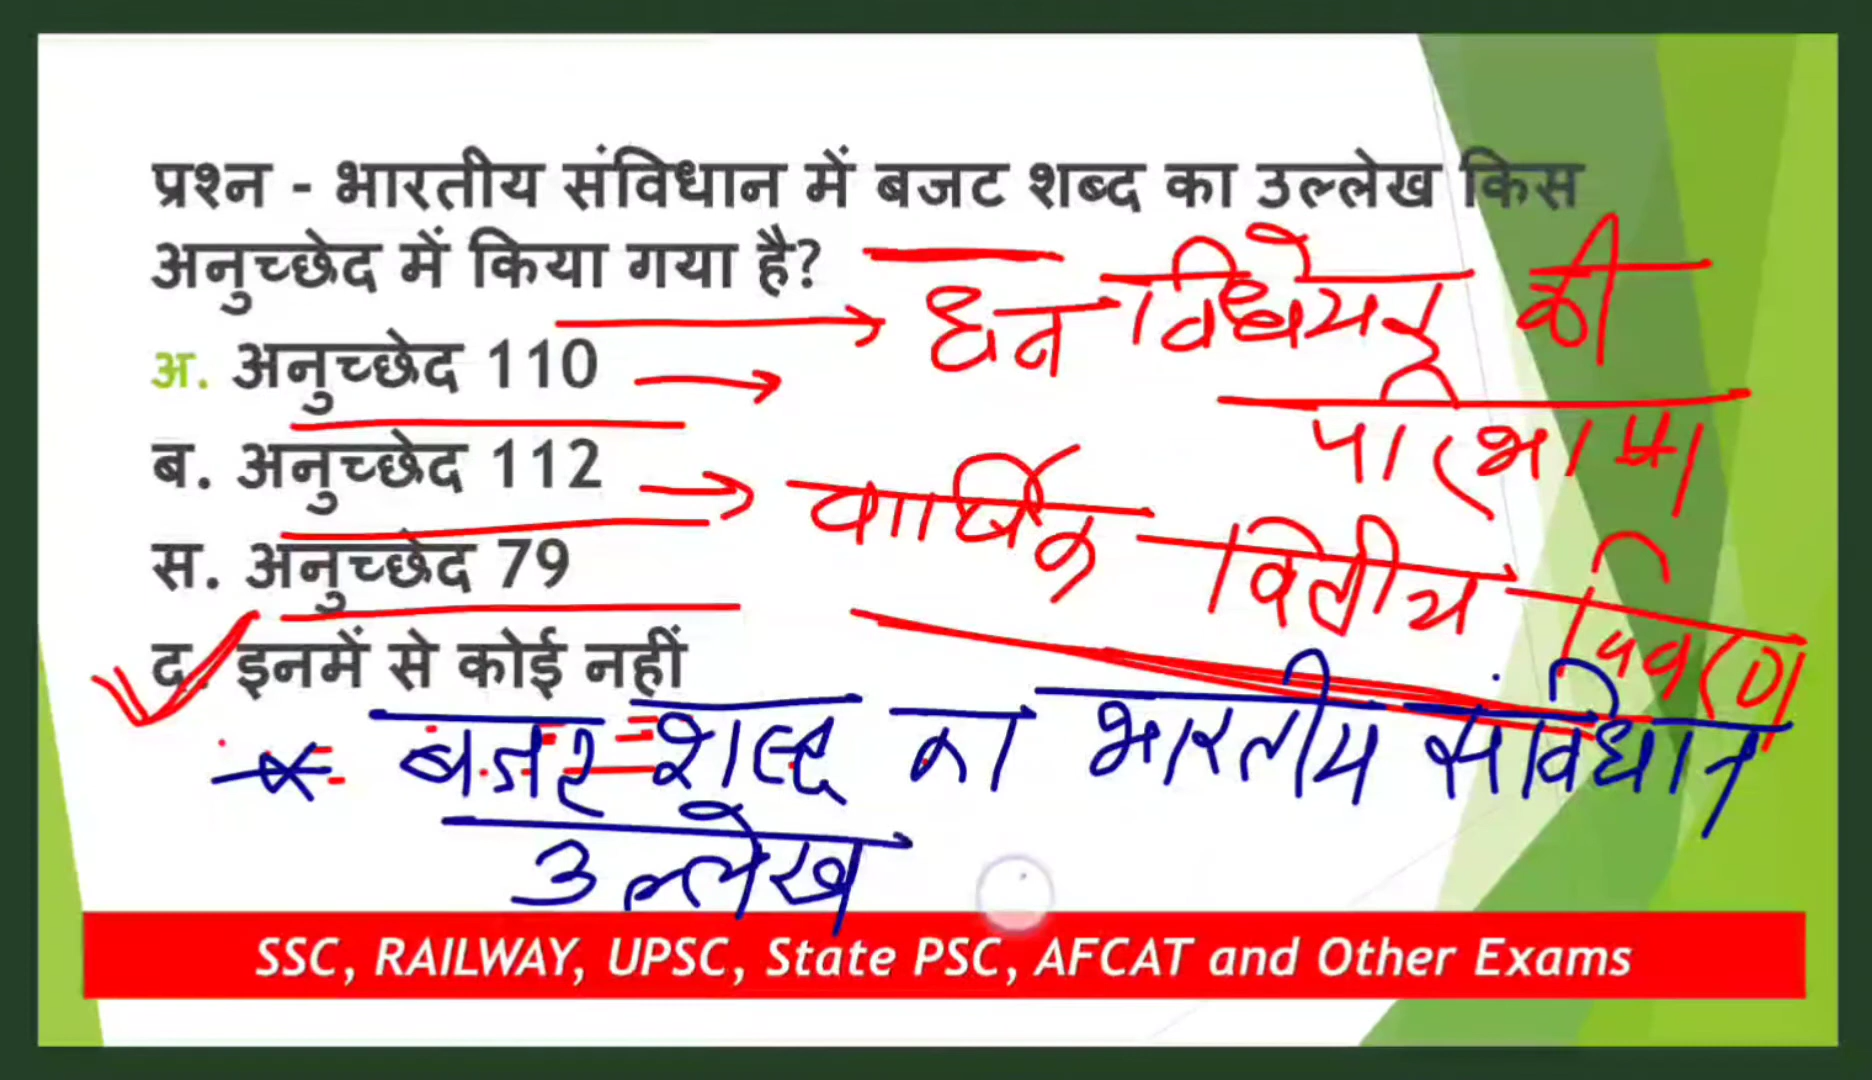 प्रश्न - भारतीय संविधान में बजट शब्द का उल्लेख किस
अनुच्छेद में किया गया है?
अ. अनुच्छेद 110
धन विधेयक की
परिभाषा
ब. अनुच्छेद 112
वार्षिक वित्तीय विवरण
स. अनुच्छेद 79
द. इनमें से कोई नहीं
बजट शब्द का भारतीय संविधान
उल्लेख
SSC, RAILWAY, UPSC, State PSC, AFCAT and Other Exams